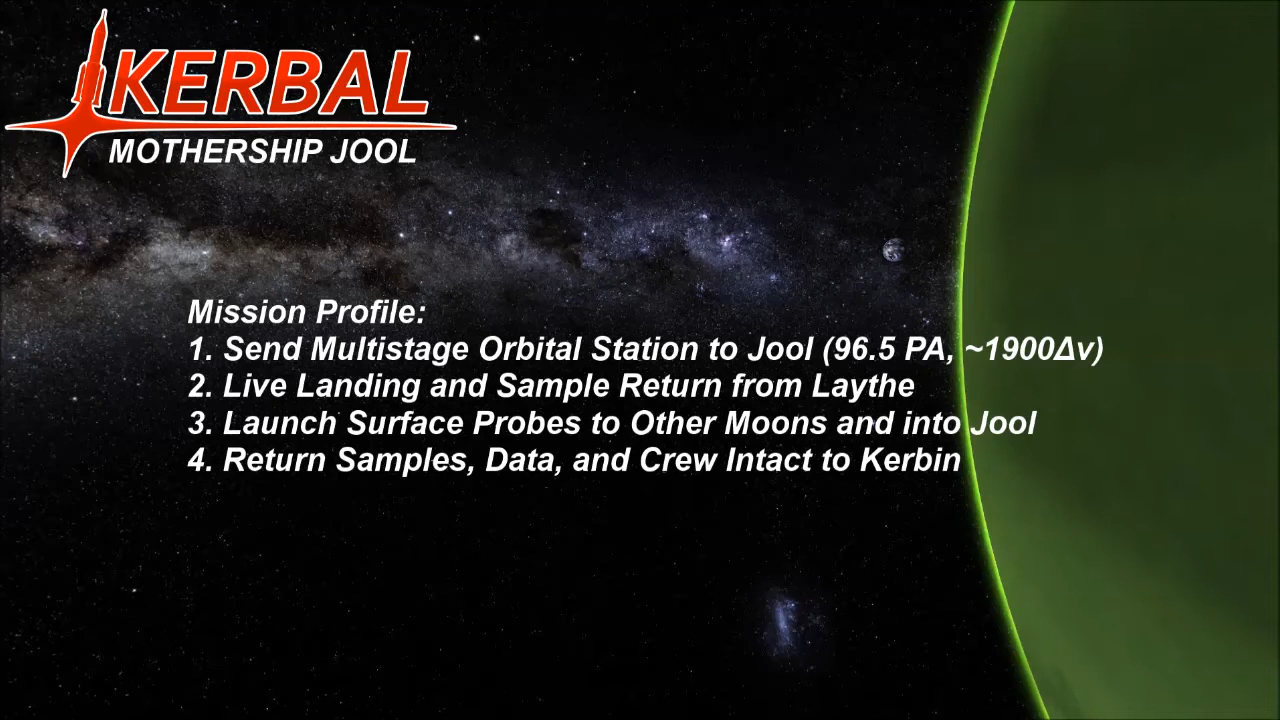 KERBAL
MOTHERSHIP JOOL
Mission Profile:
1. Send Multistage Orbital Station to Jool (96.5 PA, ~1900Δv)
2. Live Landing and Sample Return from Laythe
3. Launch Surface Probes to Other Moons and into Jool
4. Return Samples, Data, and Crew Intact to Kerbin